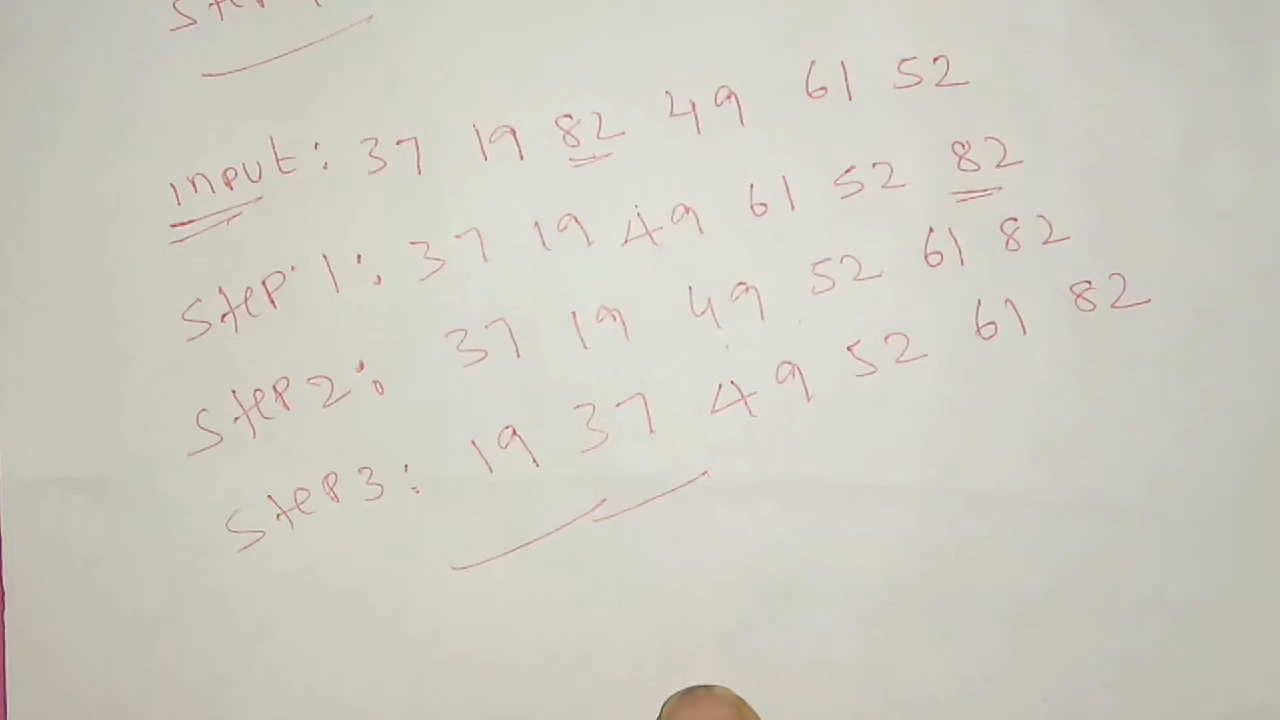 Input: 37 19 82 49 61 52
Step 1: 37 19 49 61 52 82
Step 2: 37 19 49 52 61 82
Step 3: 19 37 49 52 61 82